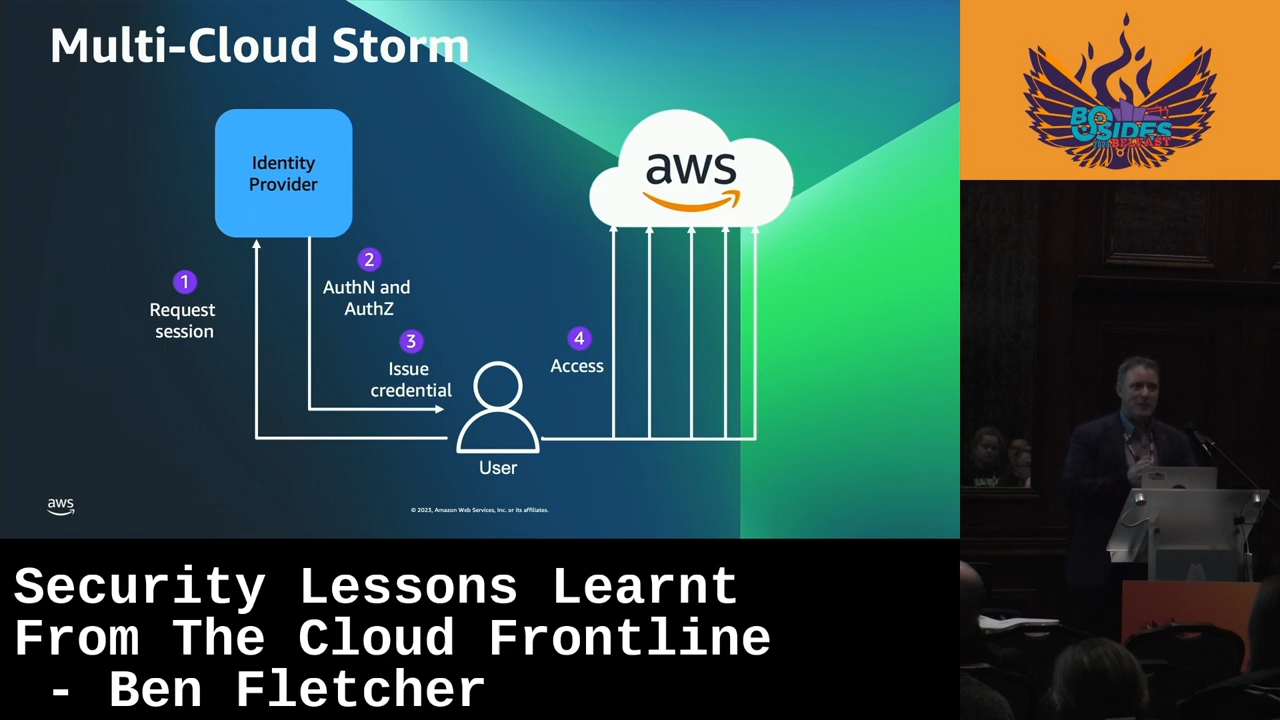 Multi-Cloud Storm
Identity
Provider
aws
1
Request
session
2
AuthN and
AuthZ
3
Issue
credential
4
Access
User
aws
© 2023, Amazon Web Services, Inc. or its affiliates.
BSIDES
2023 BELFAST
Security Lessons Learnt
From The Cloud Frontline
- Ben Fletcher